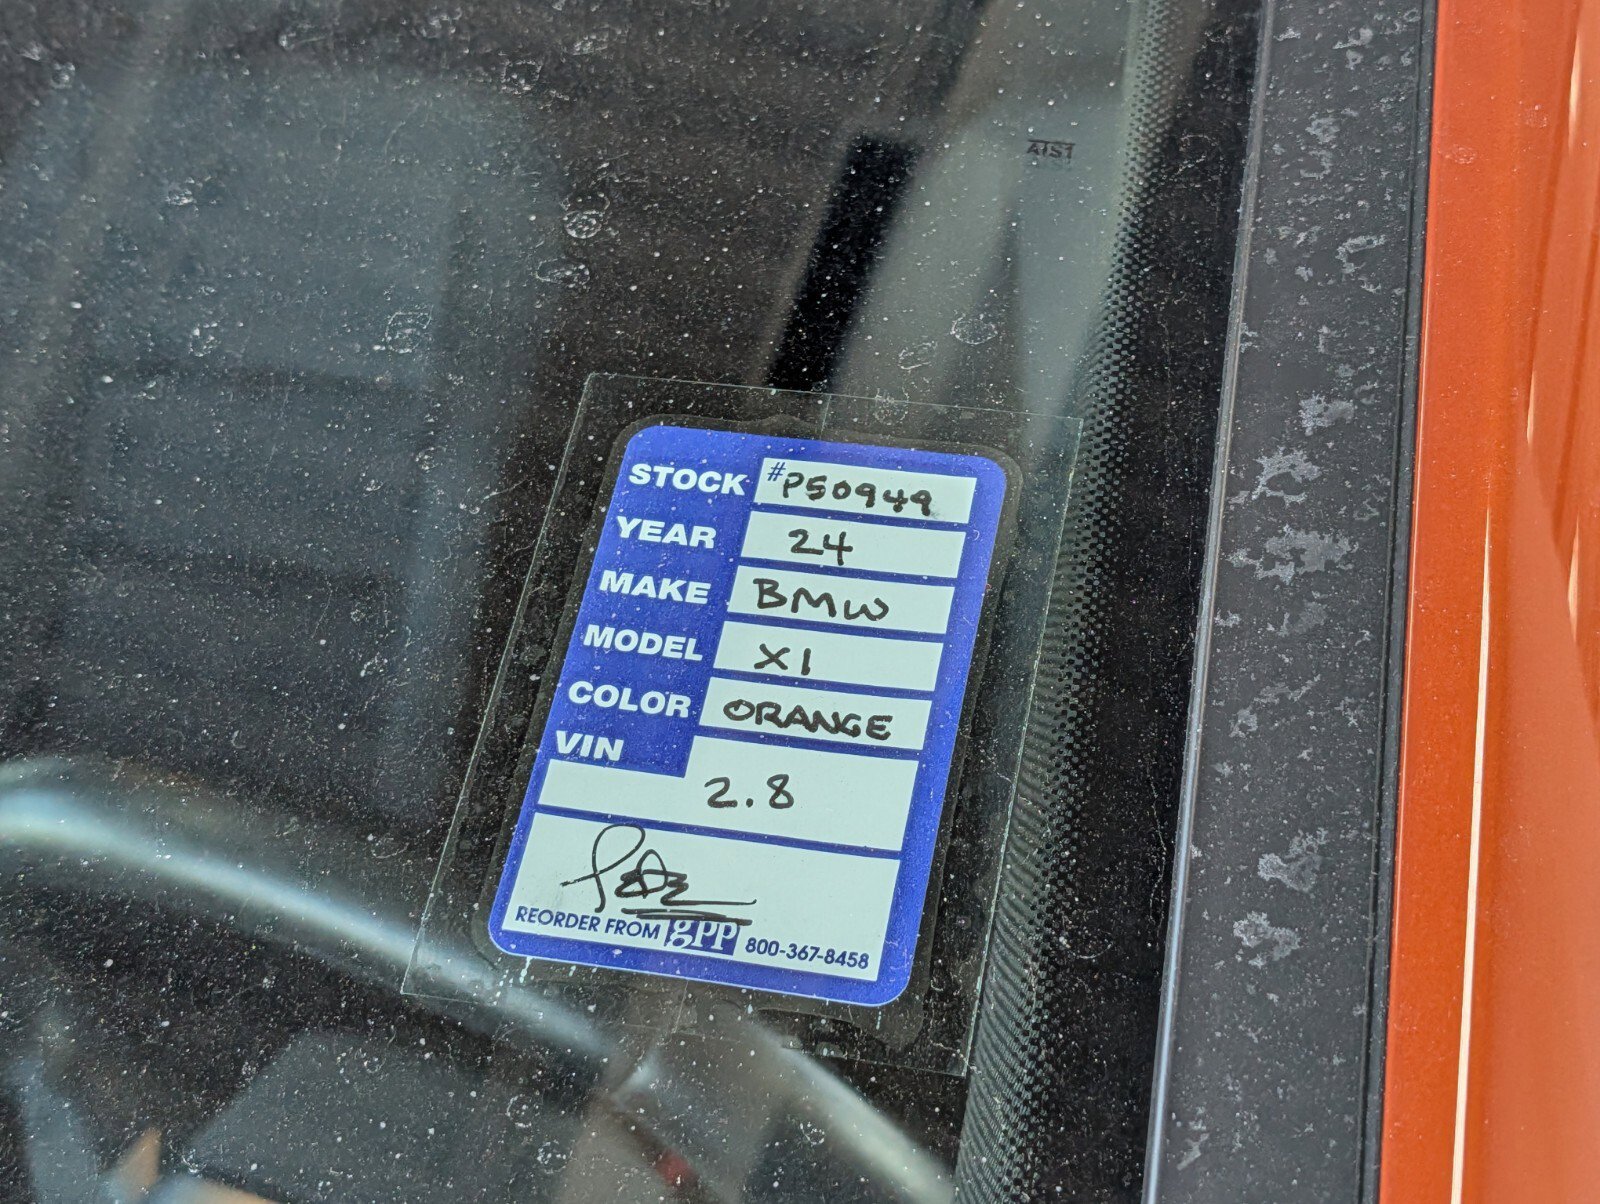 AIS1
STOCK #P50949
YEAR 24
MAKE BMW
MODEL X1
COLOR ORANGE
VIN
2.8
REORDER FROM gpp 800-367-8458